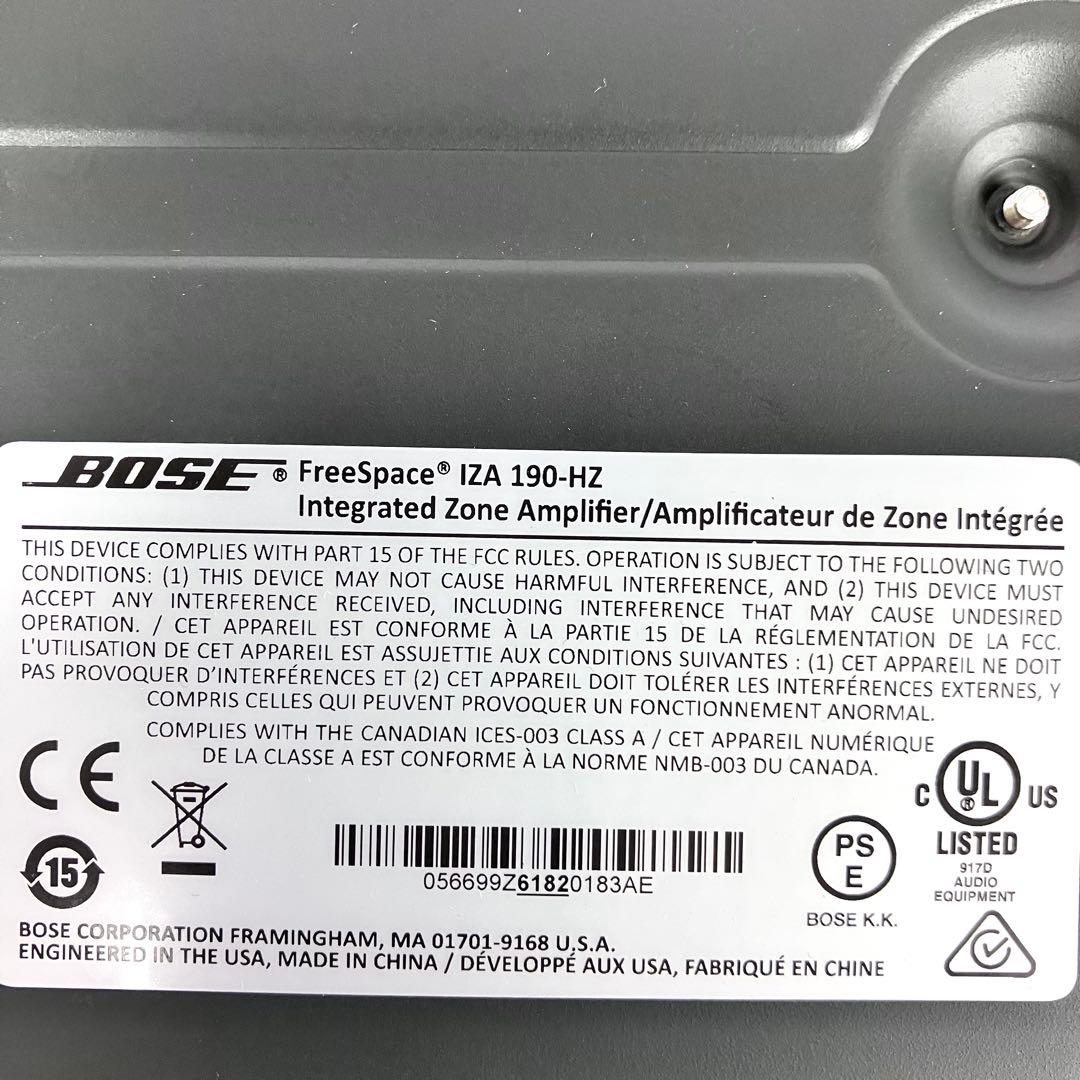 BOSE® FreeSpace® IZA 190-HZ
Integrated Zone Amplifier/Amplificateur de Zone Intégrée
THIS DEVICE COMPLIES WITH PART 15 OF THE FCC RULES. OPERATION IS SUBJECT TO THE FOLLOWING TWO
CONDITIONS: (1) THIS DEVICE MAY NOT CAUSE HARMFUL INTERFERENCE, AND (2) THIS DEVICE MUST
ACCEPT ANY INTERFERENCE RECEIVED, INCLUDING INTERFERENCE THAT MAY CAUSE UNDESIRED
OPERATION. / CET APPAREIL EST CONFORME À LA PARTIE 15 DE LA RÉGLEMENTATION DE LA FCC.
L'UTILISATION DE CET APPAREIL EST ASSUJETTIE AUX CONDITIONS SUIVANTES : (1) CET APPAREIL NE DOIT
PAS PROVOQUER D'INTERFÉRENCES ET (2) CET APPAREIL DOIT TOLÉRER LES INTERFÉRENCES EXTERNES, Y
COMPRIS CELLES QUI PEUVENT PROVOQUER UN FONCTIONNEMENT ANORMAL.
COMPLIES WITH THE CANADIAN ICES-003 CLASS A / CET APPAREIL NUMÉRIQUE
DE LA CLASSE A EST CONFORME À LA NORME NMB-003 DU CANADA.
CE
C UL® US
LISTED
917D
AUDIO
EQUIPMENT
PS
E
BOSE K.K.
15
056699Z61820183AE
BOSE CORPORATION FRAMINGHAM, MA 01701-9168 U.S.A.
ENGINEERED IN THE USA, MADE IN CHINA / DÉVELOPPÉ AUX USA, FABRIQUÉ EN CHINE